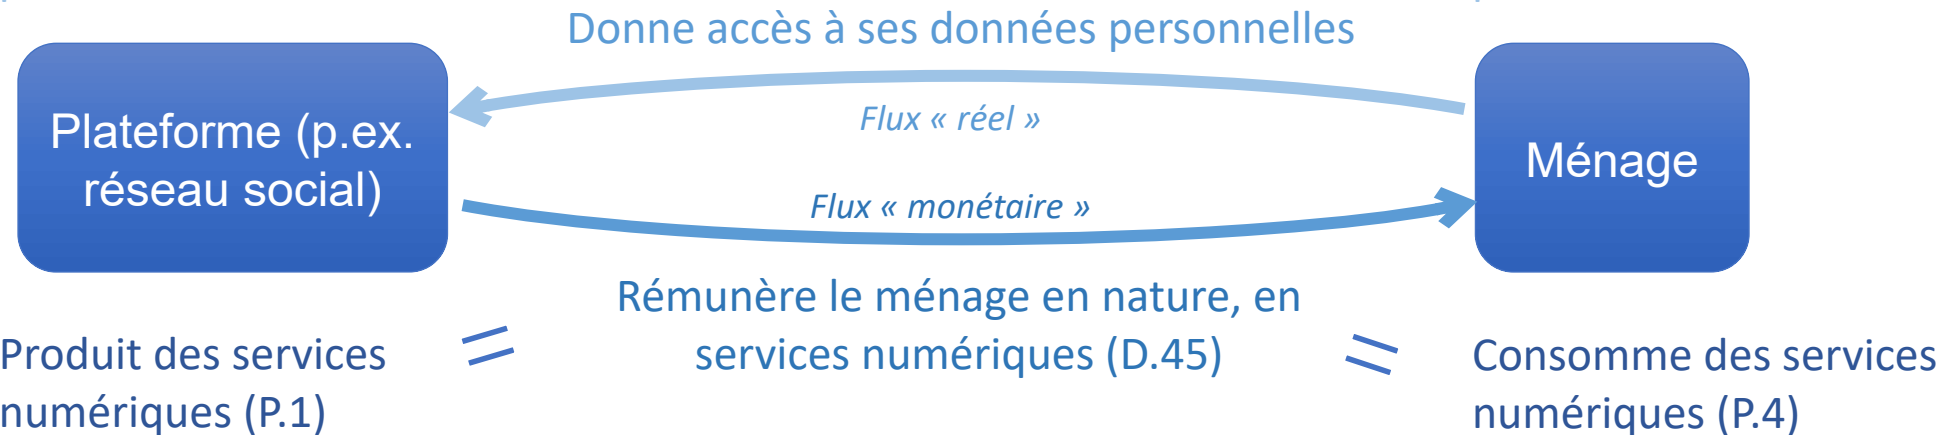 Donne accès à ses données personnelles
Plateforme (p.ex.
réseau social)
Flux « réel »
Ménage
Flux « monétaire »
Rémunère le ménage en nature, en
services numériques (D.45)
Produit des services
numériques (P.1)
=
=
Consomme des services
numériques (P.4)